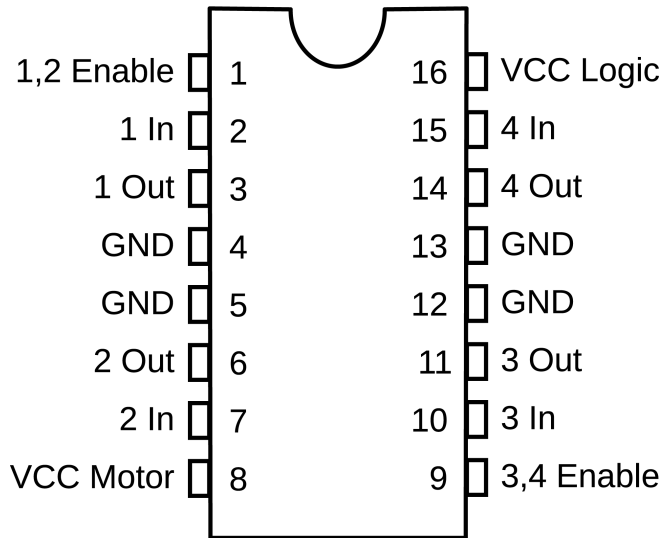 1,2 Enable 1 16 VCC Logic
1 In 2 15 4 In
1 Out 3 14 4 Out
GND 4 13 GND
GND 5 12 GND
2 Out 6 11 3 Out
2 In 7 10 3 In
VCC Motor 8 9 3,4 Enable